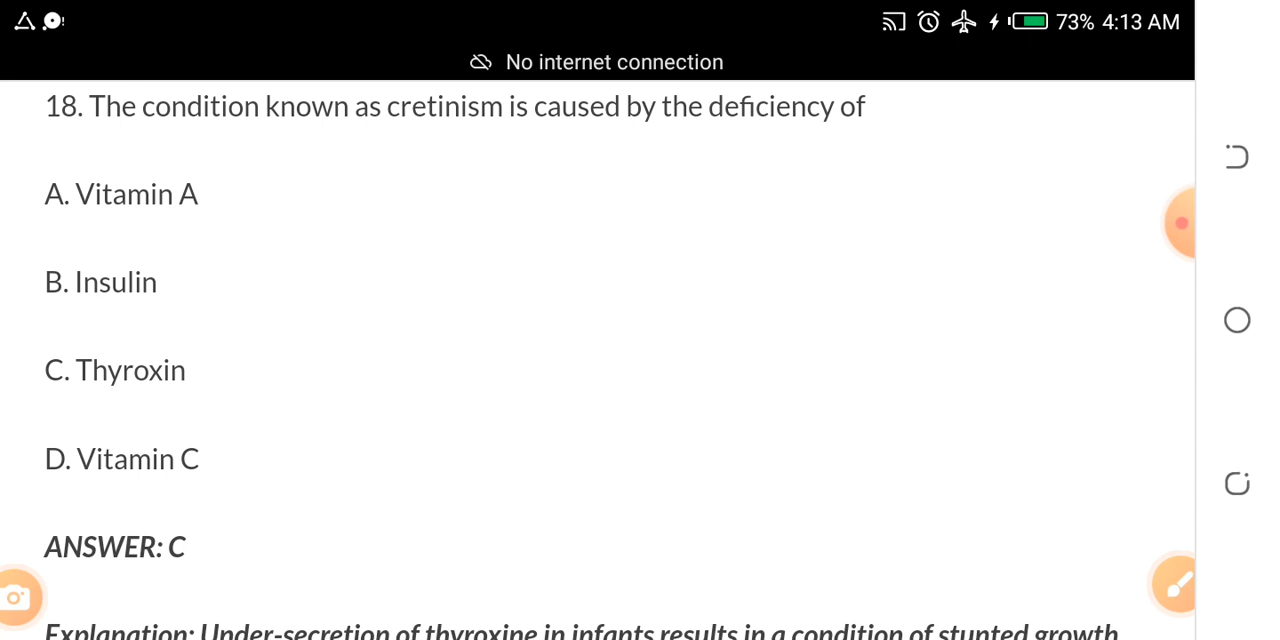 73% 4:13 AM
No internet connection
18. The condition known as cretinism is caused by the deficiency of
A. Vitamin A
B. Insulin
C. Thyroxin
D. Vitamin C
ANSWER: C
Explanation: Under-secretion of thyroxine in infants results in a condition of stunted growth